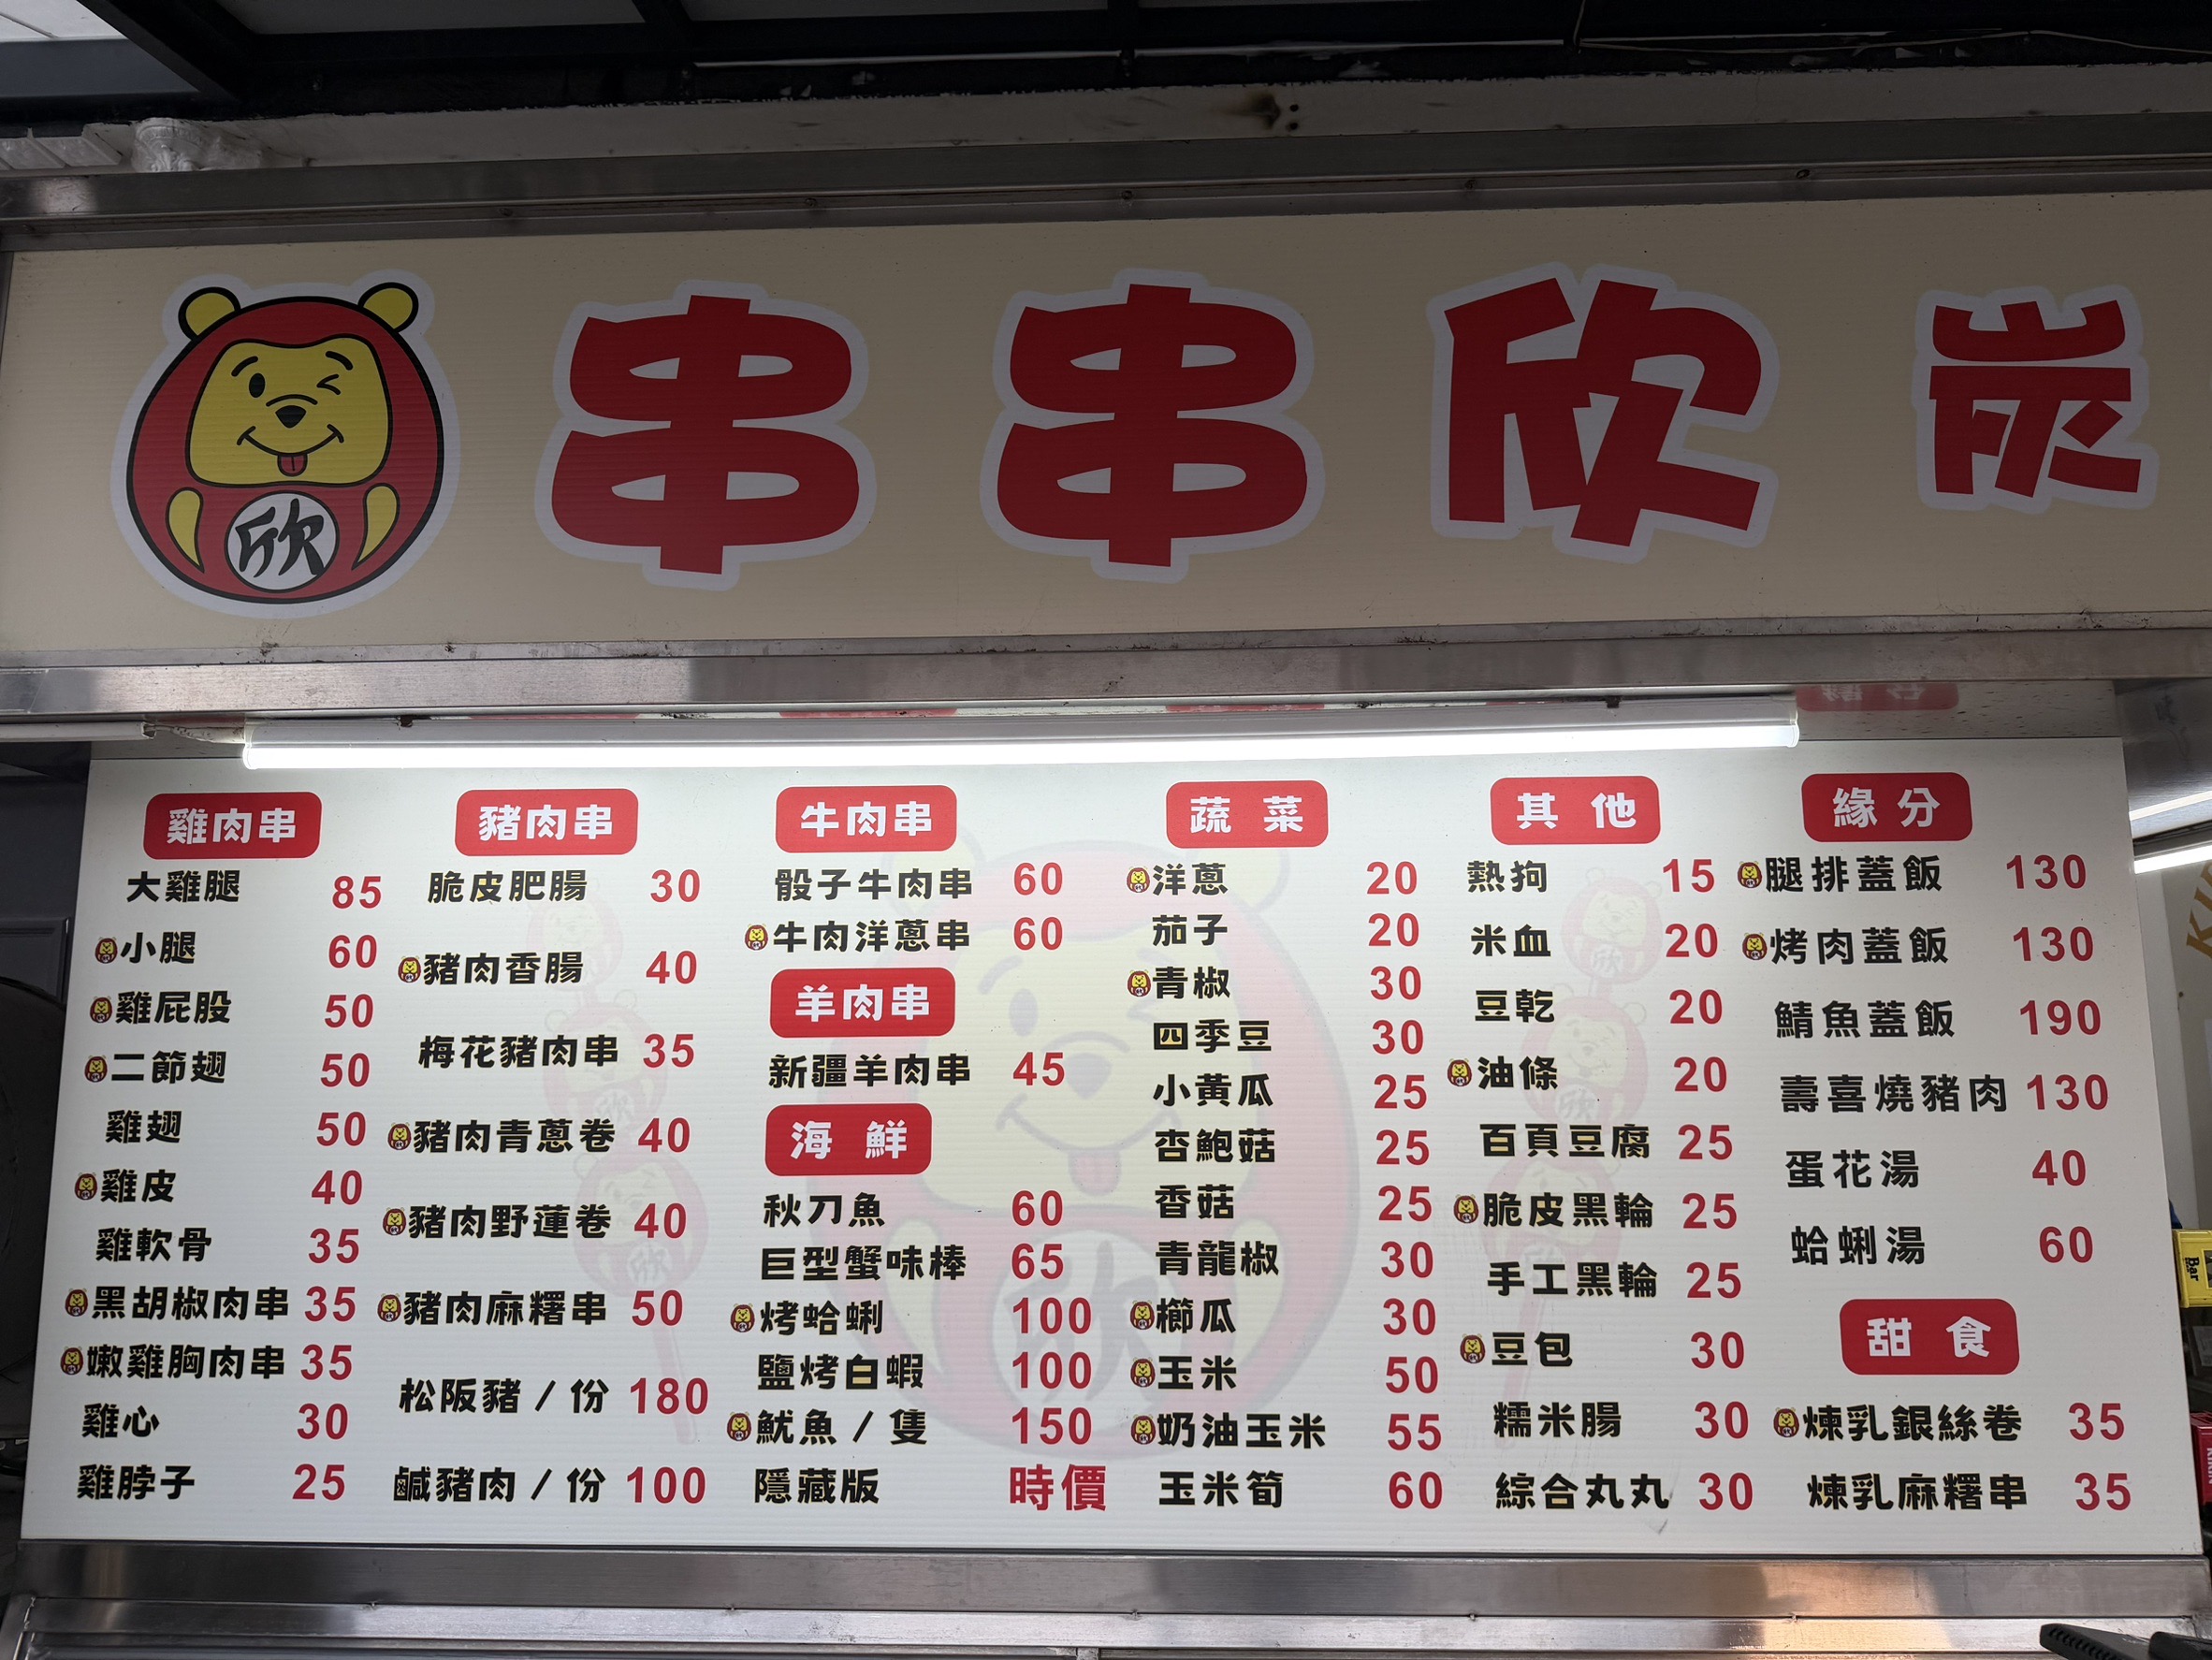 串串欣炭
欣
雞肉串
大雞腿 85
小腿 60
雞屁股 50
二節翅 50
雞翅 50
雞皮 40
雞軟骨 35
黑胡椒肉串 35
嫩雞胸肉串 35
雞心 30
雞脖子 25
豬肉串
脆皮肥腸 30
豬肉香腸 40
梅花豬肉串 35
豬肉青蔥卷 40
豬肉野蓮卷 40
豬肉麻糬串 50
松阪豬/份 180
鹹豬肉/份 100
牛肉串
骰子牛肉串 60
牛肉洋蔥串 60
羊肉串
新疆羊肉串 45
海鮮
秋刀魚 60
巨型蟹味棒 65
烤蛤蜊 100
鹽烤白蝦 100
魷魚/隻 150
隱藏版 時價
蔬菜
洋蔥 20
茄子 20
青椒 30
四季豆 30
小黃瓜 25
杏鮑菇 25
香菇 25
青龍椒 30
櫛瓜 30
玉米 50
奶油玉米 55
玉米筍 60
其他
熱狗 15
米血 20
豆乾 20
油條 20
百頁豆腐 25
脆皮黑輪 25
手工黑輪 25
豆包 30
糯米腸 30
綜合丸丸 30
緣分
腿排蓋飯 130
烤肉蓋飯 130
鯖魚蓋飯 190
壽喜燒豬肉 130
蛋花湯 40
蛤蜊湯 60
甜食
煉乳銀絲卷 35
煉乳麻糬串 35
Bar